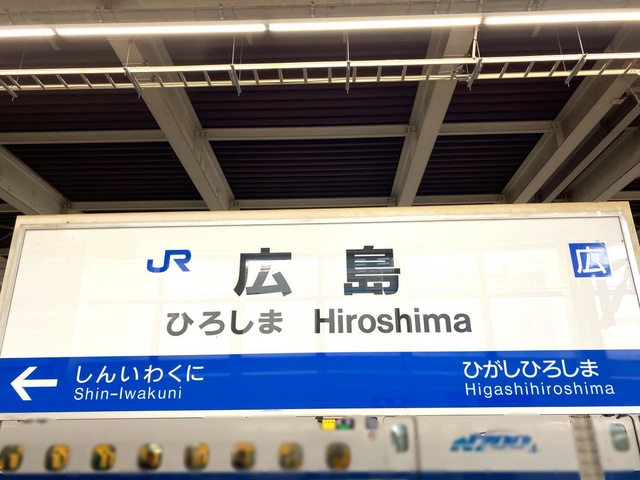 JR 広島 広
ひろしま Hiroshima
← しんいわくに ひがしひろしま
Shin-Iwakuni Higashihiroshima
N700